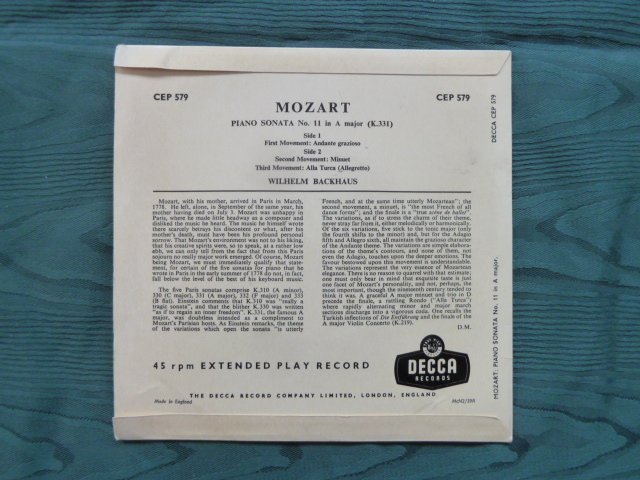 CEP 579
CEP 579
MOZART
PIANO SONATA No. 11 in A major (K.331)
Side 1
First Movement: Andante grazioso
Side 2
Second Movement: Minuet
Third Movement: Alla Turca (Allegretto)
WILHELM BACKHAUS
Mozart, with his mother, arrived in Paris in March,
1778. He left, alone, in September of the same year, his
mother having died on July 3. Mozart was unhappy in
Paris, where he made little headway as a composer and
disliked the music he heard. The music he himself wrote
there scarcely betrays his discontent or what, after his
mother's death, must have been his profound personal
sorrow. That Mozart's environment was not to his liking,
that his creative spirits were, so to speak, at a rather low
ebb, we can only tell from the fact that from this Paris
sojourn so really major work emerged. Of course, Mozart
being Mozart, we must immediately qualify that state-
ment, for certain of the five sonatas for piano that he
wrote in Paris in the early summer of 1778 do not, in fact,
fall below the level of the best of his keyboard music.
The five Paris sonatas comprise K.310 (A minor),
330 (C major), 331 (A major), 332 (F major) and 333
(B flat). Einstein comments that K.310 was "really a
tragic sonata", and that the blither K.330 was written
"as if to regain an inner freedom". K.331, the famous A
major, was doubtless intended as a compliment to
Mozart's Parisian hosts. As Einstein remarks, the theme
of the variations which open the sonata "is utterly
French, and at the same time utterly Mozartean"; the
second movement, a minuet, is "the most French of all
dance forms"; and the finale is a "true scène de ballet".
The variations, as if to stress the charm of their theme,
never stray far from it, either melodically or harmonically.
Of the six variations, five stick to the tonic major (only
the fourth shifts to the minor) and, but for the Adagio
fifth and Allegro sixth, all maintain the gracious character
of the Andante theme. The variations are simple elabora-
tions of the theme's contours, and none of them, not
even the Adagio, touches upon the deeper emotions. The
favour bestowed upon this movement is understandable.
The variations represent the very essence of Mozartean
elegance. There is no reason to quarrel with that estimate,
one must only bear in mind that exquisite taste is just
one facet of Mozart's personality, and not, perhaps, the
most important, though the nineteenth century tended to
think it was. A graceful A major minuet and trio in D
precede the finale, a rattling Rondo ("Alla Turca")
where rapidly alternating minor and major march
sections discharge into a vigorous coda. One recalls the
Turkish inflections of Die Entführung and the finale of the
A major Violin Concerto (K.219).
D.M.
45 rpm EXTENDED PLAY RECORD
DECCA
RECORDS
THE DECCA RECORD COMPANY LIMITED, LONDON, ENGLAND
Made in England
DECCA CEP 579
MOZART: PIANO SONATA No. 11 in A major.